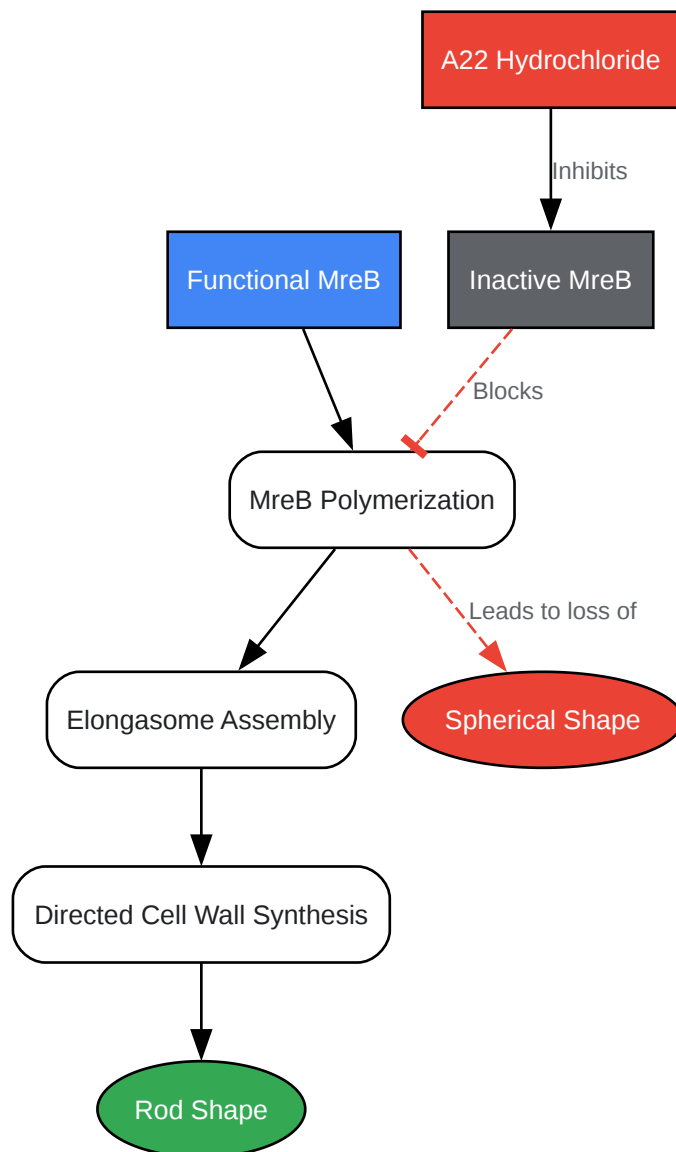 A22 Hydrochloride
Inhibits
Functional MreB
Inactive MreB
Blocks
MreB Polymerization
Leads to loss of
Elongasome Assembly
Spherical Shape
Directed Cell Wall Synthesis
Rod Shape